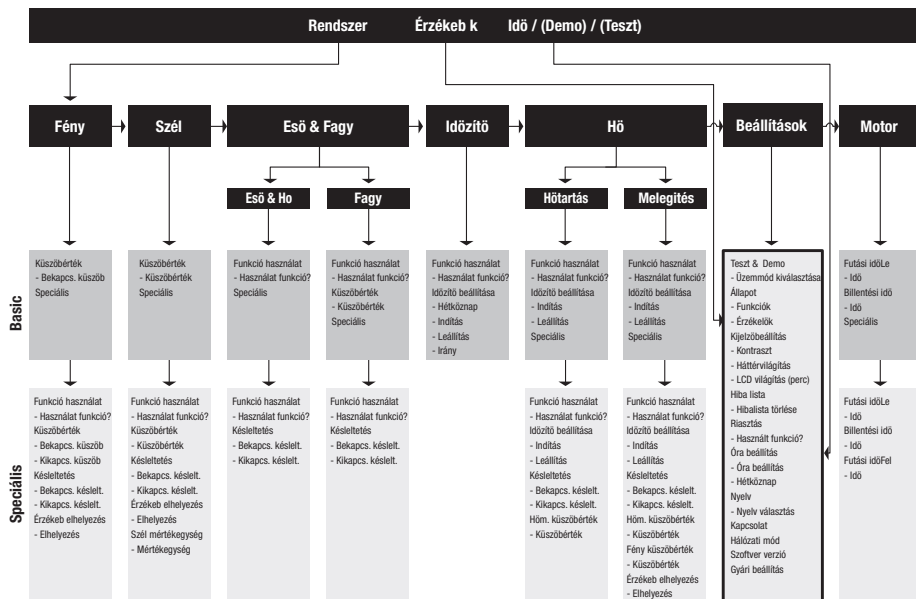 Rendszer Érzékeb k Idö / (Demo) / (Teszt)
Fény
Szél
Esö & Fagy
Idözítö
Hö
Beállítások
Motor
Esö & Ho
Fagy
Hötartás
Melegités
Basic
Küszöbérték
- Bekapcs. küszöb
Speciális
Küszöbérték
- Küszöbérték
Speciális
Funkció használat
- Használat funkció?
Speciális
Funkció használat
- Használat funkció?
Küszöbérték
- Küszöbérték
Speciális
Funkció használat
- Használat funkció?
Idözítö beállítása
- Hétköznap
- Indítás
- Leállítás
- Irány
Funkció használat
- Használat funkció?
Idözítö beállítása
- Indítás
- Leállítás
Speciális
Funkció használat
- Használat funkció?
Idözítö beállítása
- Indítás
- Leállítás
Speciális
Teszt & Demo
- Üzemmód kiválasztása
Állapot
- Funkciók
- Érzékelök
Kijelzöbeállítás
- Kontraszt
- Háttérvilágítás
- LCD világítás (perc)
Hiba lista
- Hibalista törlése
Riasztás
- Használt funkció?
Óra beállítás
- Óra beállítás
- Hétköznap
Nyelv
- Nyelv választás
Kapcsolat
Hálózati mód
Szoftver verzió
Gyári beállítás
Futási idöLe
- Idö
Billentési idö
- Idö
Speciális
Speciális
Funkció használat
- Használat funkció?
Küszöbérték
- Bekapcs. küszöb
- Kikapcs. küszöb
Késleltetés
- Bekapcs. késlelt.
- Kikapcs. késlelt.
Érzékeb elhelyezés
- Elhelyezés
Funkció használat
- Használat funkció?
Küszöbérték
- Küszöbérték
Késleltetés
- Bekapcs. késlelt.
- Kikapcs. késlelt.
Érzékeb elhelyezés
- Elhelyezés
Szél mértékegység
- Mértékegység
Funkció használat
- Használat funkció?
Késleltetés
- Bekapcs. késlelt.
- Kikapcs. késlelt.
Funkció használat
- Használat funkció?
Késleltetés
- Bekapcs. késlelt.
- Kikapcs. késlelt.
Funkció használat
- Használat funkció?
Idözítö beállítása
- Indítás
- Leállítás
Késleltetés
- Bekapcs. késlelt.
- Kikapcs. késlelt.
Höm. küszöbérték
- Küszöbérték
Funkció használat
- Használat funkció?
Idözítö beállítása
- Indítás
- Leállítás
Késleltetés
- Bekapcs. késlelt.
- Kikapcs. késlelt.
Höm. küszöbérték
- Küszöbérték
Fény küszöbérték
- Küszöbérték
Érzékeb elhelyezés
- Elhelyezés
Futási idöLe
- Idö
Billentési idö
- Idö
Futási idöFel
- Idö